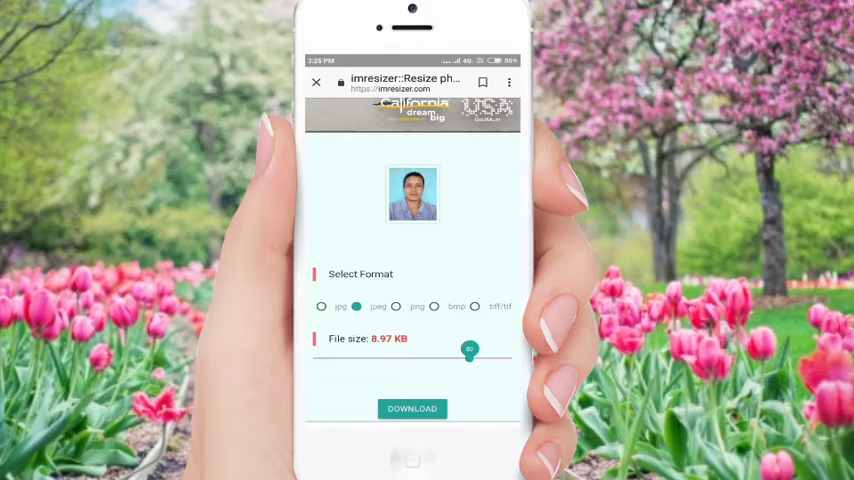 3:26 PM 4G 50%
imresizer::Resize ph...
https://imresizer.com
California
dream
big
USA
Select Format
jpg jpeg png bmp tiff/tif
File size: 8.97 KB
80
DOWNLOAD